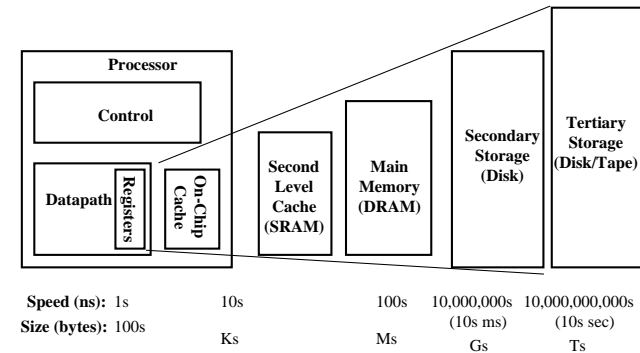 Processor
Control
Datapath
Registers
On-Chip
Cache
Second
Level
Cache
(SRAM)
Main
Memory
(DRAM)
Secondary
Storage
(Disk)
Tertiary
Storage
(Disk/Tape)
Speed (ns): 1s 10s 100s 10,000,000s 10,000,000,000s
(10s ms) (10s sec)
Size (bytes): 100s Ks Ms Gs Ts